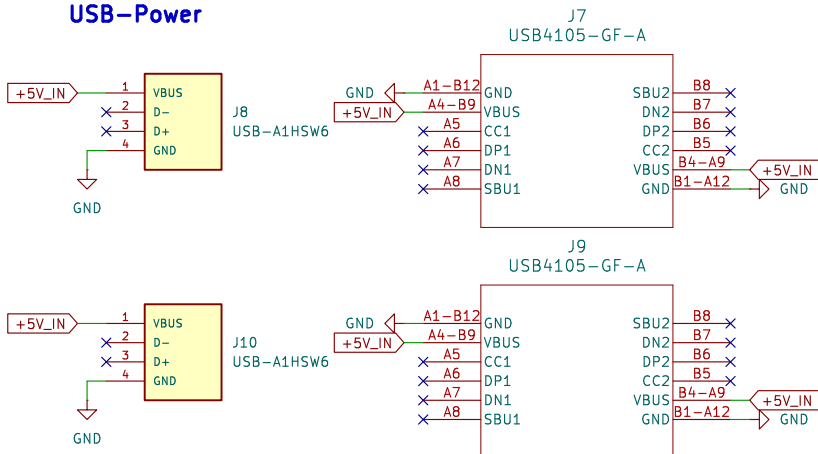 USB-Power
J7
USB4105-GF-A
+5V_IN
1
VBUS
2
D-
3
D+
4
GND
J8
USB-A1HSW6
GND
GND
A1-B12
GND
+5V_IN
A4-B9
VBUS
A5
CC1
A6
DP1
A7
DN1
A8
SBU1
SBU2
B8
DN2
B7
DP2
B6
CC2
B5
VBUS
B4-A9
+5V_IN
GND
B1-A12
GND
J9
USB4105-GF-A
+5V_IN
1
VBUS
2
D-
3
D+
4
GND
J10
USB-A1HSW6
GND
GND
A1-B12
GND
+5V_IN
A4-B9
VBUS
A5
CC1
A6
DP1
A7
DN1
A8
SBU1
SBU2
B8
DN2
B7
DP2
B6
CC2
B5
VBUS
B4-A9
+5V_IN
GND
B1-A12
GND